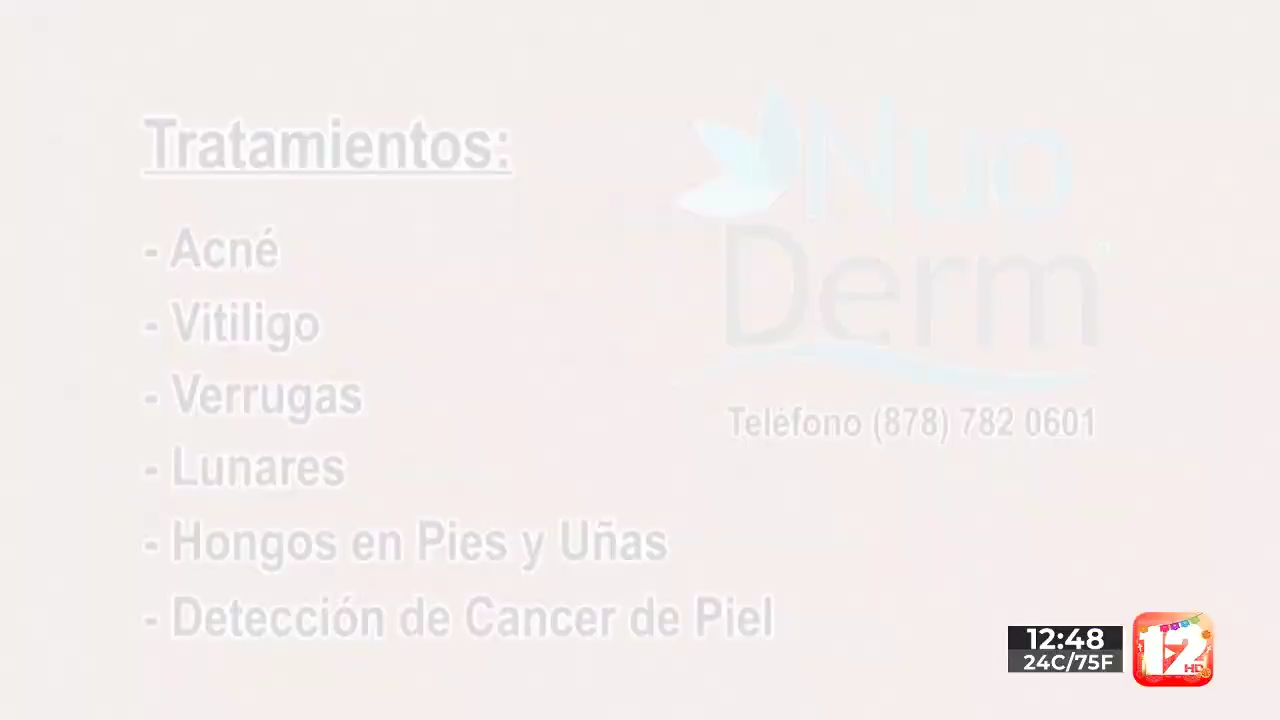 Tratamientos:
- Acné
- Vitiligo
- Verrugas
- Lunares
- Hongos en Pies y Uñas
- Detección de Cancer de Piel
Nuo
Derm
Teléfono (878) 782 0601
12:48
24C/75F
12
HD